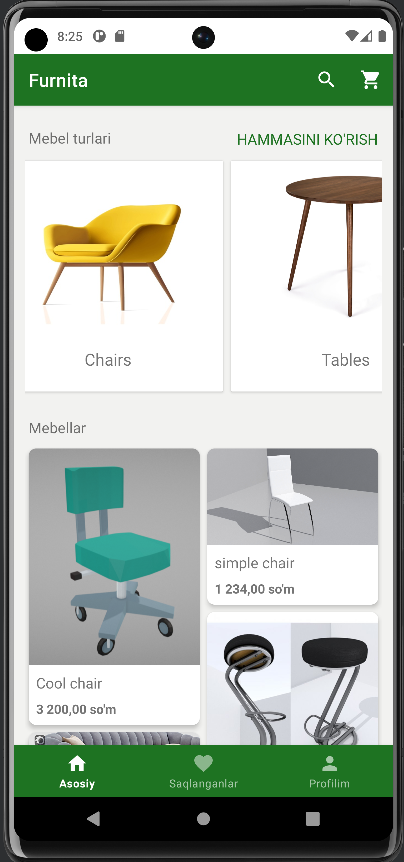 8:25
Furnita
Mebel turlari
HAMMASINI KO'RISH
Chairs
Tables
Mebellar
simple chair
1 234,00 so'm
Cool chair
3 200,00 so'm
Asosiy
Saqlanganlar
Profilim